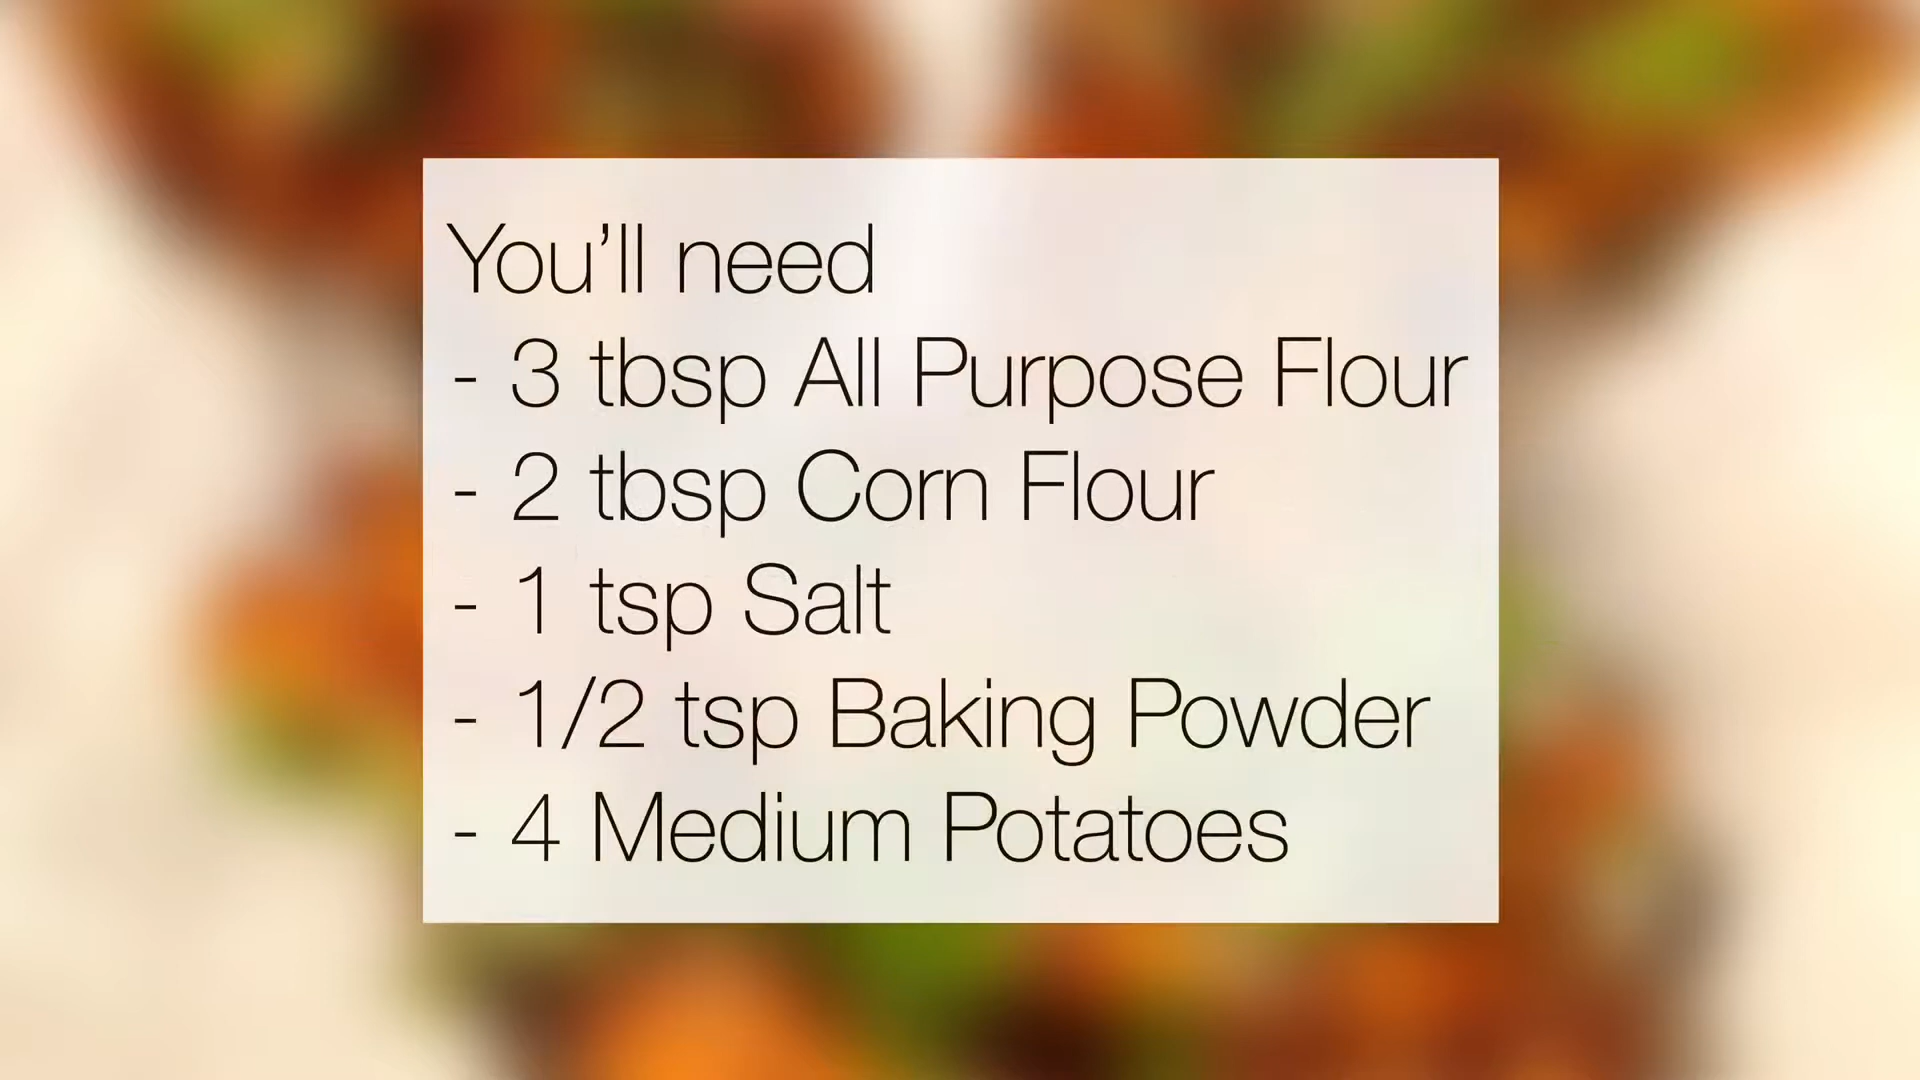 You’ll need
- 3 tbsp All Purpose Flour
- 2 tbsp Corn Flour
- 1 tsp Salt
- 1/2 tsp Baking Powder
- 4 Medium Potatoes